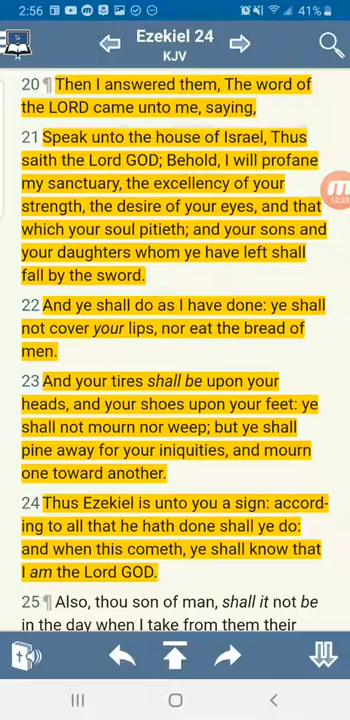 2:56
41%
Ezekiel 24
KJV
20 ¶ Then I answered them, The word of
the LORD came unto me, saying,
21 Speak unto the house of Israel, Thus
saith the Lord GOD; Behold, I will profane
my sanctuary, the excellency of your
strength, the desire of your eyes, and that
which your soul pitieth; and your sons and
your daughters whom ye have left shall
fall by the sword.
22 And ye shall do as I have done: ye shall
not cover your lips, nor eat the bread of
men.
23 And your tires shall be upon your
heads, and your shoes upon your feet: ye
shall not mourn nor weep; but ye shall
pine away for your iniquities, and mourn
one toward another.
24 Thus Ezekiel is unto you a sign: accord-
ing to all that he hath done shall ye do:
and when this cometh, ye shall know that
I am the Lord GOD.
25 ¶ Also, thou son of man, shall it not be
in the day when I take from them their